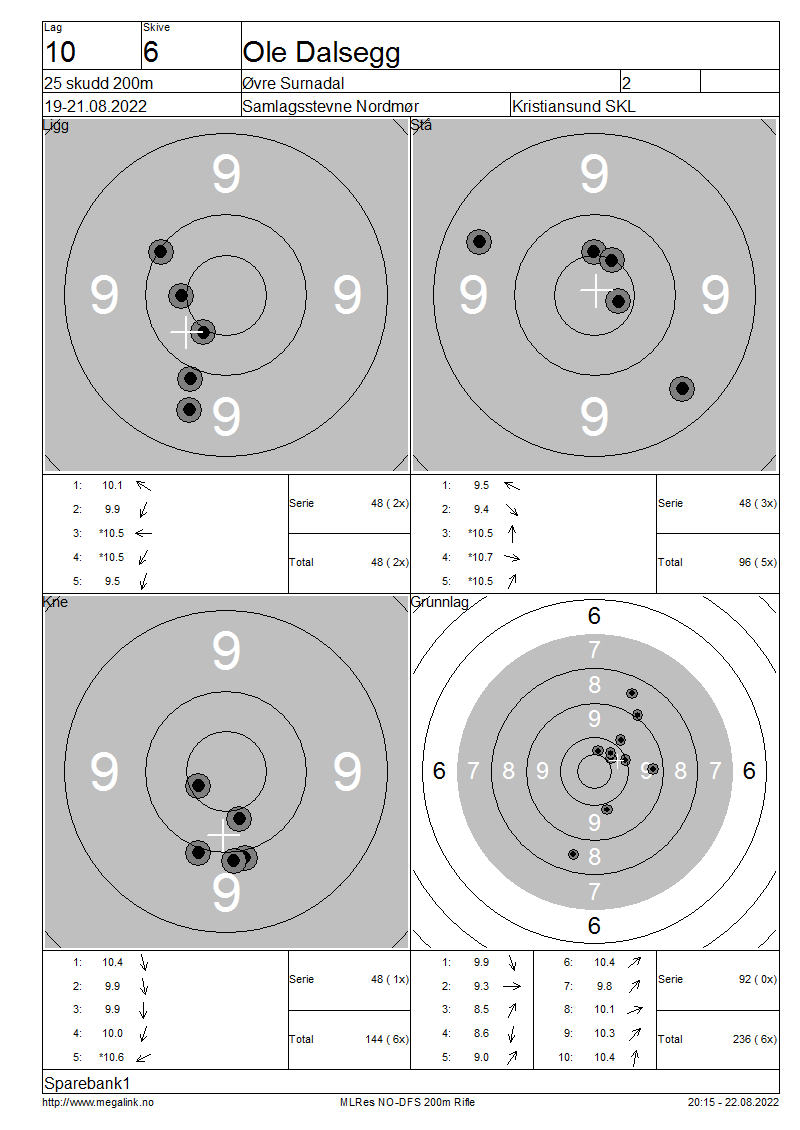 Lag Skive
10 6 Ole Dalsegg
25 skudd 200m Øvre Surnadal 2
19-21.08.2022 Samlagsstevne Nordmør Kristiansund SKL
Ligg
9
9 9
9
Stå
9
9 9
9
1: 10.1
2: 9.9
3: *10.5
4: *10.5
5: 9.5
Serie 48 ( 2x)
Total 48 ( 2x)
1: 9.5
2: 9.4
3: *10.5
4: *10.7
5: *10.5
Serie 48 ( 3x)
Total 96 ( 5x)
Kne
9
9 9
9
Grunnlag
6
7
8
9
6 7 8 9 9 8 7 6
9
8
7
6
1: 10.4
2: 9.9
3: 9.9
4: 10.0
5: *10.6
Serie 48 ( 1x)
Total 144 ( 6x)
1: 9.9 6: 10.4
2: 9.3 7: 9.8
3: 8.5 8: 10.1
4: 8.6 9: 10.3
5: 9.0 10: 10.4
Serie 92 ( 0x)
Total 236 ( 6x)
Sparebank1
http://www.megalink.no MLRes NO-DFS 200m Rifle 20:15 - 22.08.2022